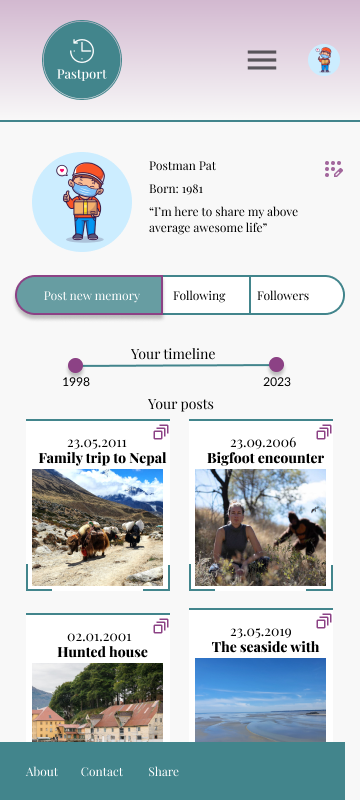 Pastport
Postman Pat
Born: 1981
“I’m here to share my above
average awesome life”
Post new memory
Following
Followers
Your timeline
1998
2023
Your posts
23.05.2011
Family trip to Nepal
23.09.2006
Bigfoot encounter
02.01.2001
Hunted house
23.05.2019
The seaside with
About
Contact
Share